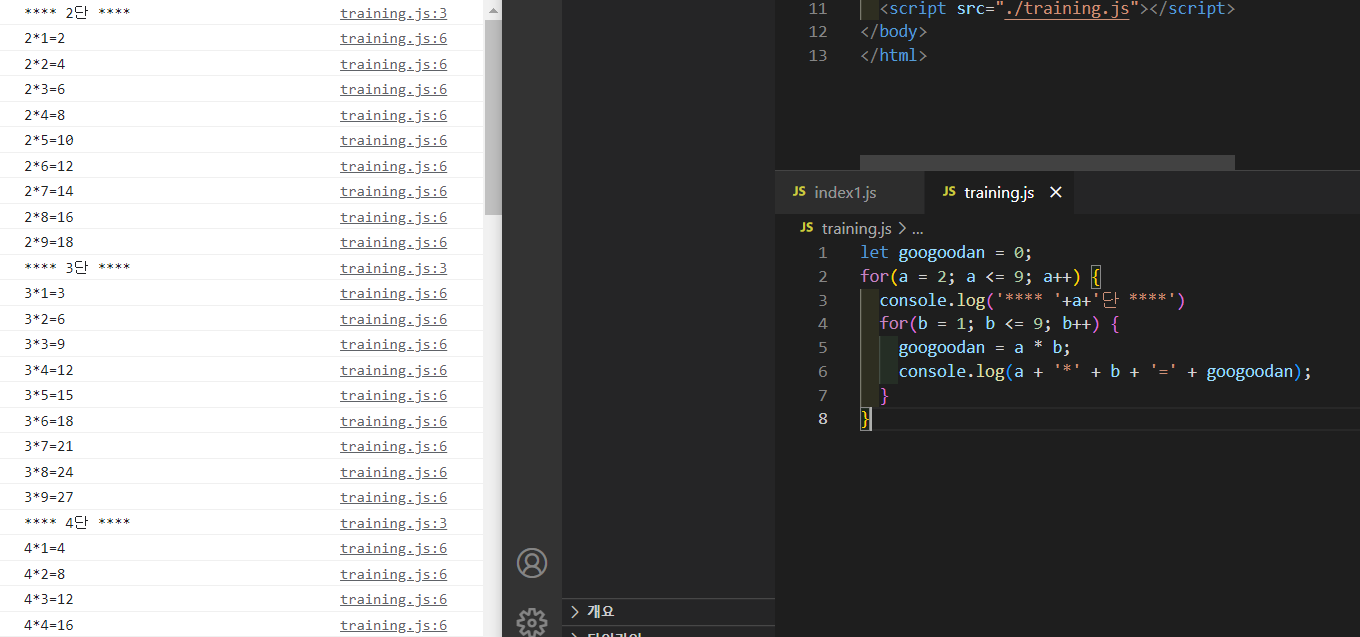 **** 2단 **** training.js:3
2*1=2 training.js:6
2*2=4 training.js:6
2*3=6 training.js:6
2*4=8 training.js:6
2*5=10 training.js:6
2*6=12 training.js:6
2*7=14 training.js:6
2*8=16 training.js:6
2*9=18 training.js:6
**** 3단 **** training.js:3
3*1=3 training.js:6
3*2=6 training.js:6
3*3=9 training.js:6
3*4=12 training.js:6
3*5=15 training.js:6
3*6=18 training.js:6
3*7=21 training.js:6
3*8=24 training.js:6
3*9=27 training.js:6
**** 4단 **** training.js:3
4*1=4 training.js:6
4*2=8 training.js:6
4*3=12 training.js:6
4*4=16 training.js:6
개요
11 <script src="./training.js"></script>
12 </body>
13 </html>
JS index1.js JS training.js ×
JS training.js > ...
1 let googoodan = 0;
2 for(a = 2; a <= 9; a++) {
3 console.log('**** '+a+'단 ****')
4 for(b = 1; b <= 9; b++) {
5 googoodan = a * b;
6 console.log(a + '*' + b + '=' + googoodan);
7 }
8 }